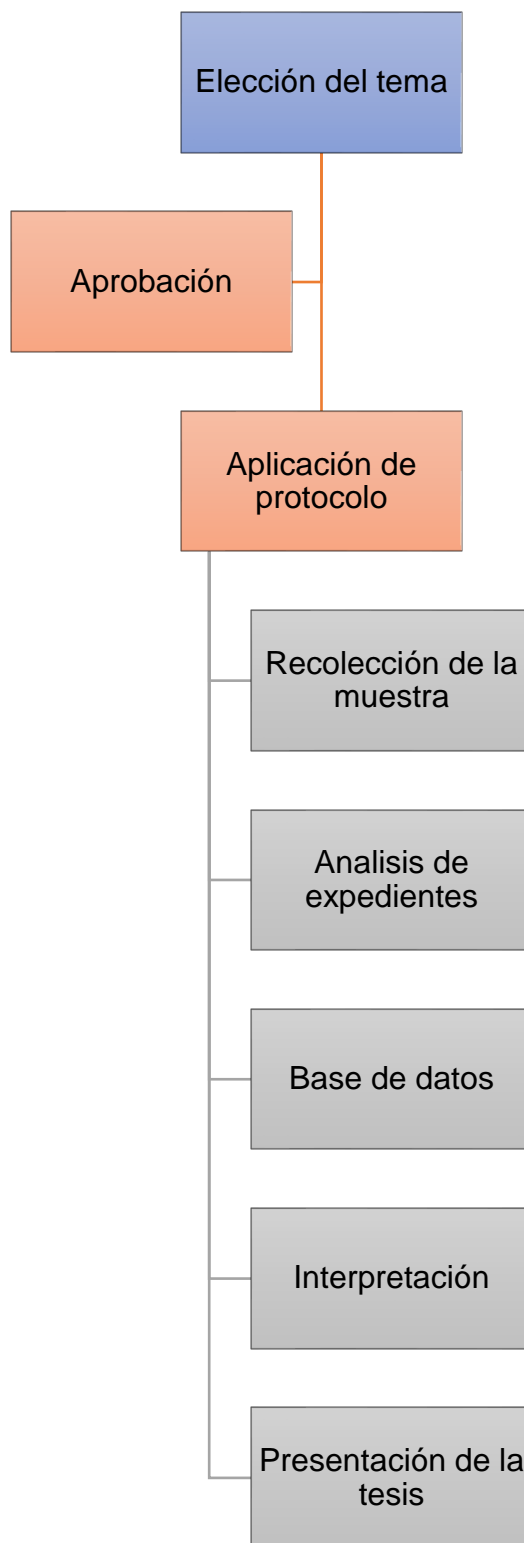 Elección del tema
Aprobación
Aplicación de
protocolo
Recolección de la
muestra
Analisis de
expedientes
Base de datos
Interpretación
Presentación de la
tesis